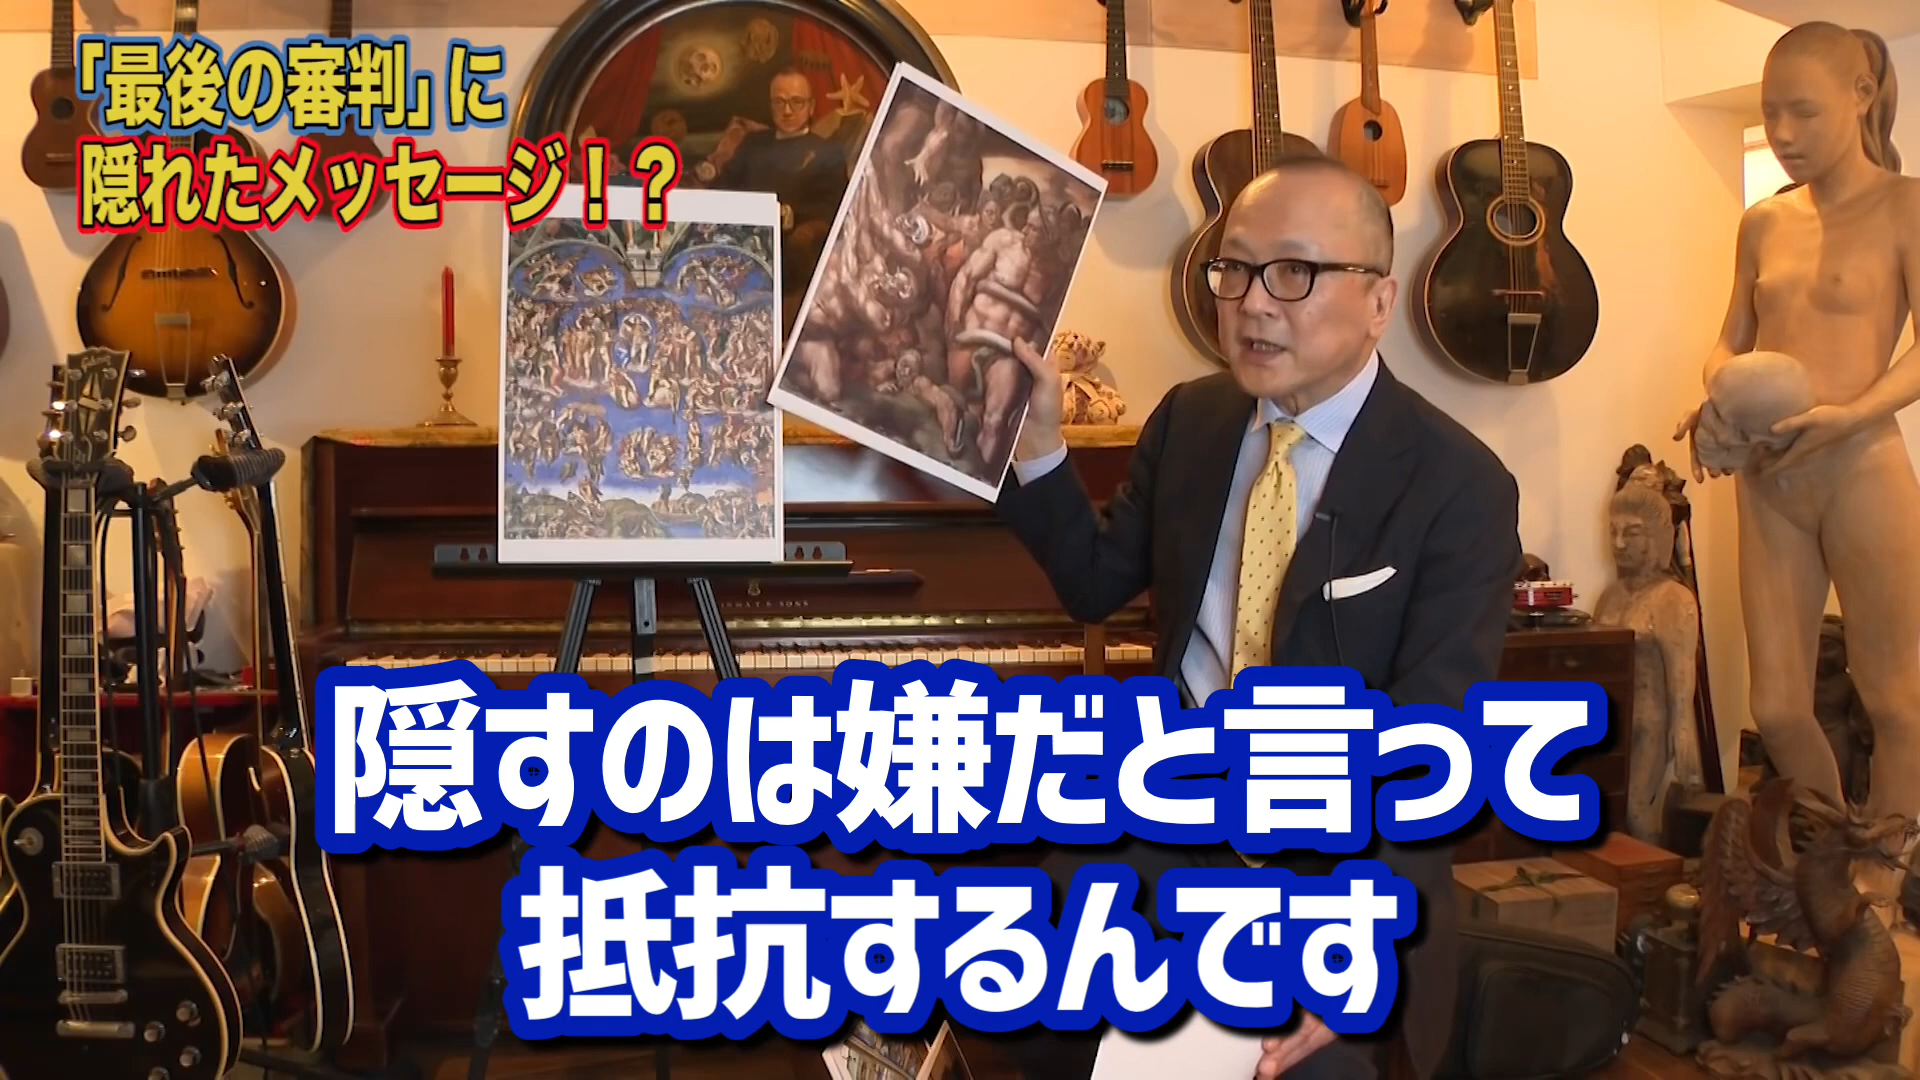 「最後の審判」に
隠れたメッセージ！？
隠すのは嫌だと言って
抵抗するんです